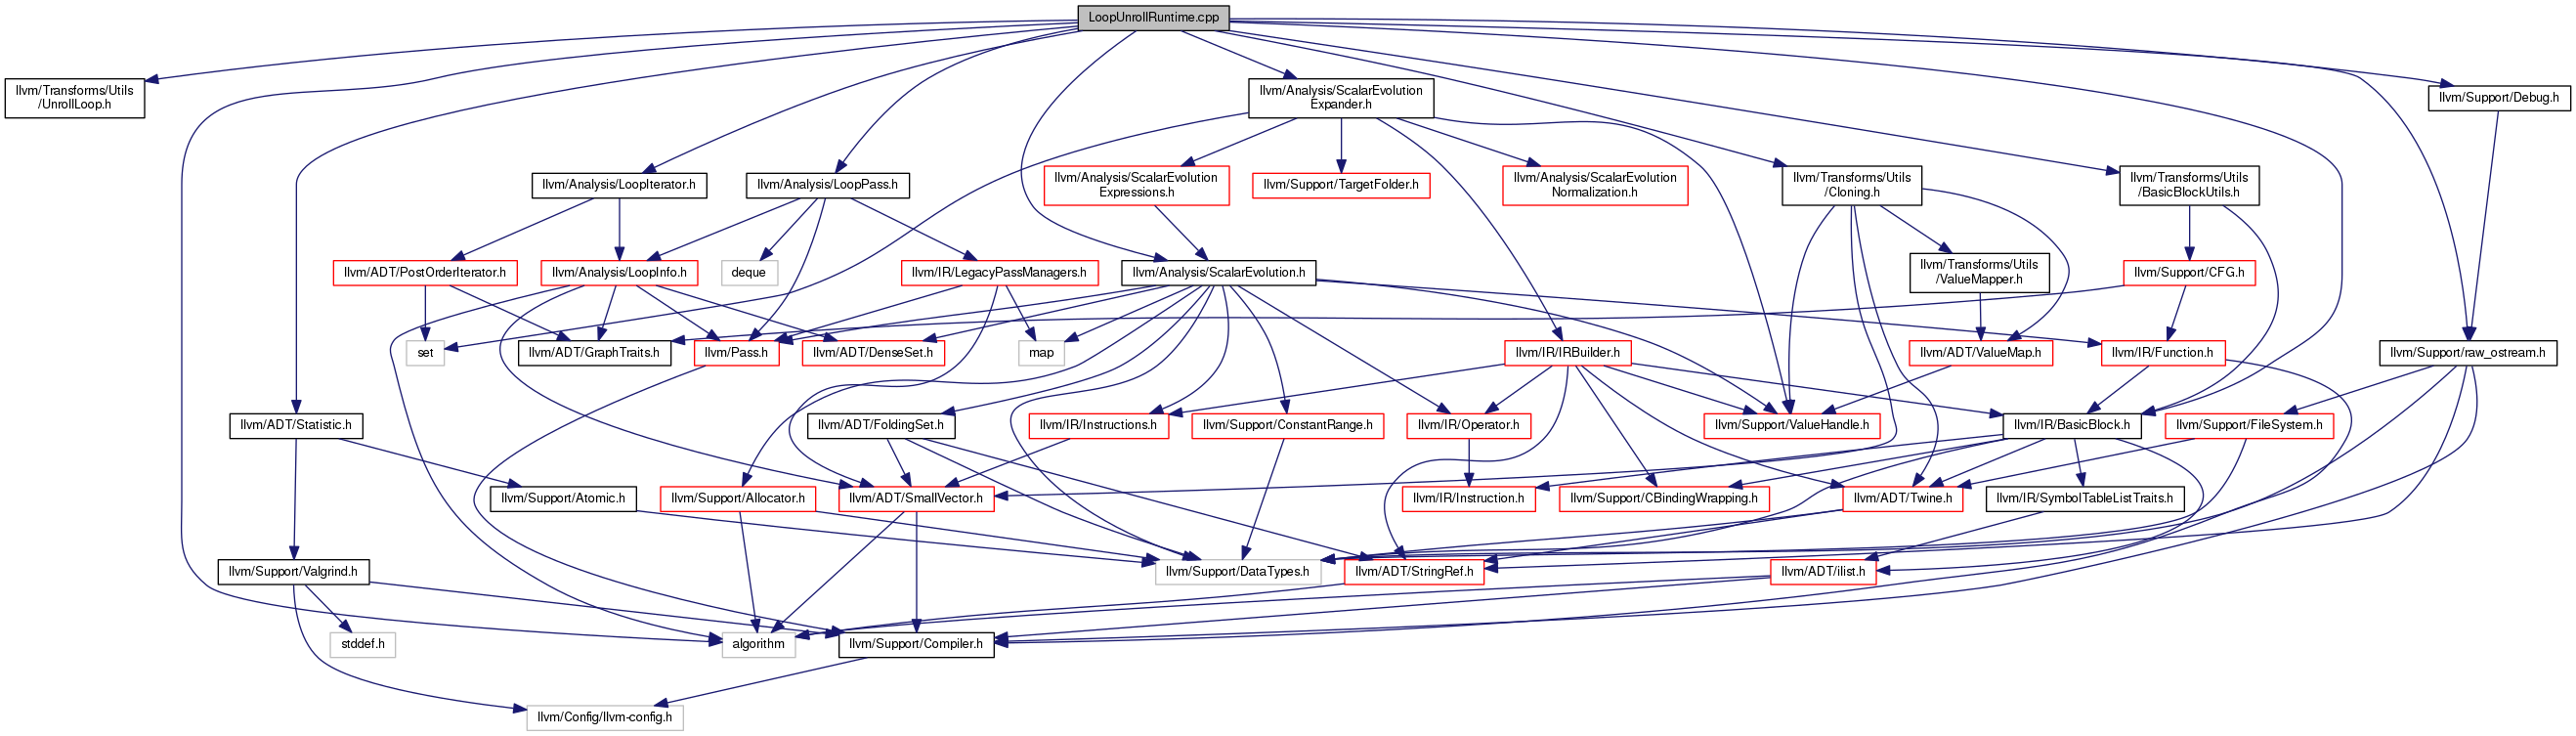 LoopUnrollRuntime.cpp
llvm/Transforms/Utils
/UnrollLoop.h
llvm/Analysis/ScalarEvolution
Expander.h
llvm/Support/Debug.h
llvm/Analysis/LoopIterator.h
llvm/Analysis/LoopPass.h
llvm/Analysis/ScalarEvolution
Expressions.h
llvm/Support/TargetFolder.h
llvm/Analysis/ScalarEvolution
Normalization.h
llvm/Transforms/Utils
/Cloning.h
llvm/Transforms/Utils
/BasicBlockUtils.h
llvm/ADT/PostOrderIterator.h
llvm/Analysis/LoopInfo.h
deque
llvm/IR/LegacyPassManagers.h
llvm/Analysis/ScalarEvolution.h
llvm/Transforms/Utils
/ValueMapper.h
llvm/Support/CFG.h
set
llvm/ADT/GraphTraits.h
llvm/Pass.h
llvm/ADT/DenseSet.h
map
llvm/IR/IRBuilder.h
llvm/ADT/ValueMap.h
llvm/IR/Function.h
llvm/Support/raw_ostream.h
llvm/ADT/Statistic.h
llvm/ADT/FoldingSet.h
llvm/IR/Instructions.h
llvm/Support/ConstantRange.h
llvm/IR/Operator.h
llvm/Support/ValueHandle.h
llvm/IR/BasicBlock.h
llvm/Support/FileSystem.h
llvm/Support/Atomic.h
llvm/Support/Allocator.h
llvm/ADT/SmallVector.h
llvm/IR/Instruction.h
llvm/Support/CBindingWrapping.h
llvm/ADT/Twine.h
llvm/IR/SymbolTableListTraits.h
llvm/Support/Valgrind.h
llvm/Support/DataTypes.h
llvm/ADT/StringRef.h
llvm/ADT/ilist.h
stddef.h
algorithm
llvm/Support/Compiler.h
llvm/Config/llvm-config.h